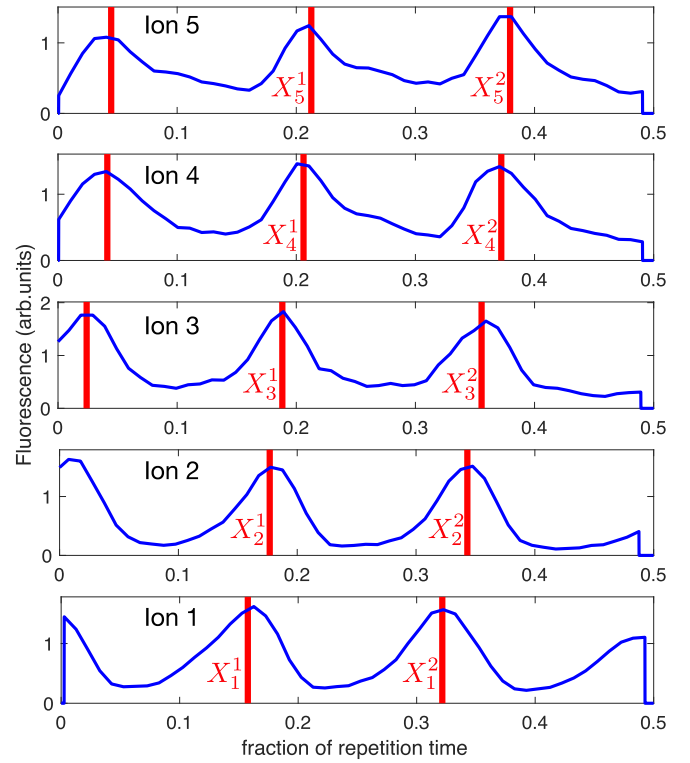 Fluorescence (arb.units)
Ion 5
X_5^1
X_5^2
1
0
0 0.1 0.2 0.3 0.4 0.5
Ion 4
X_4^1
X_4^2
1
0
0 0.1 0.2 0.3 0.4 0.5
Ion 3
X_3^1
X_3^2
2
1
0
0 0.1 0.2 0.3 0.4 0.5
Ion 2
X_2^1
X_2^2
1
0
0 0.1 0.2 0.3 0.4 0.5
Ion 1
X_1^1
X_1^2
1
0
0 0.1 0.2 0.3 0.4 0.5
fraction of repetition time